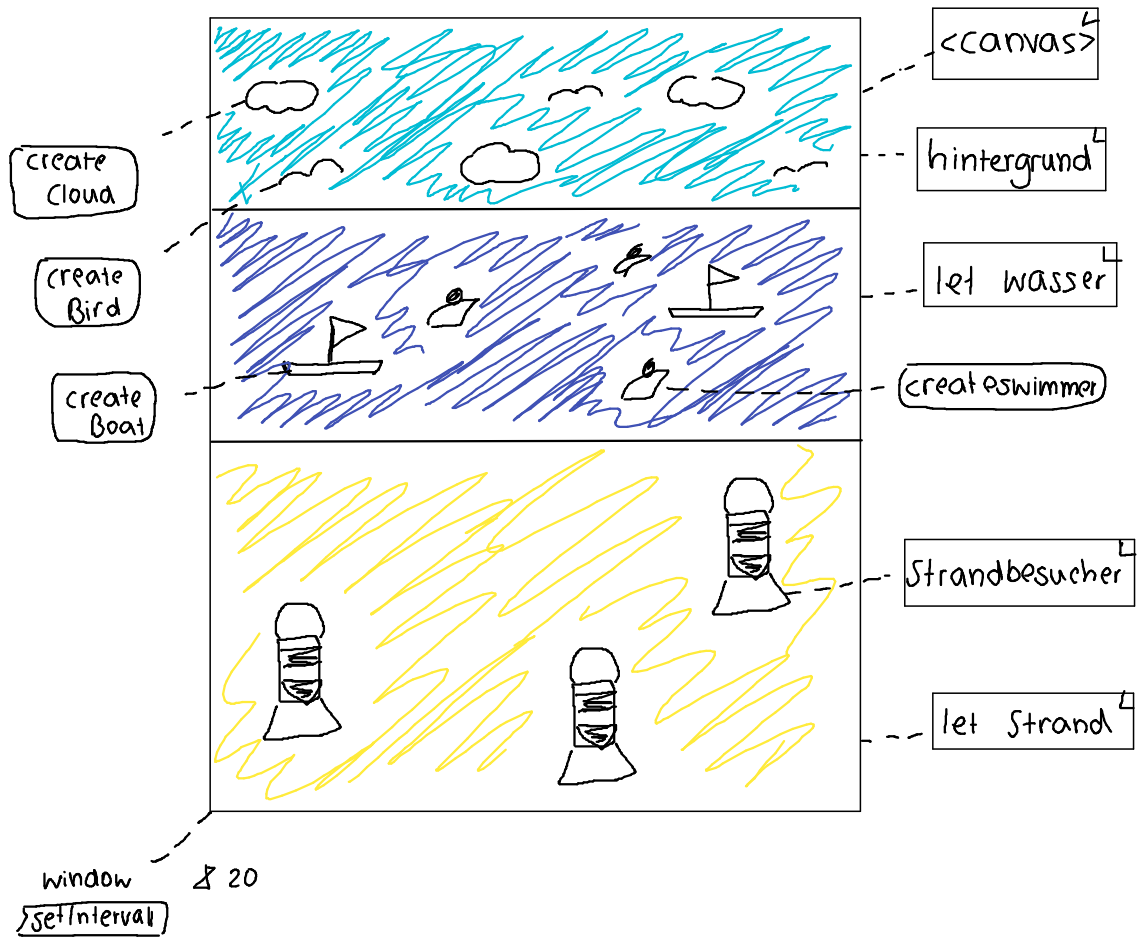 <canvas>
create
Cloud
hintergrund
create
Bird
let wasser
create
Boat
createswimmer
Strandbesucher
let Strand
window
setInterval
20